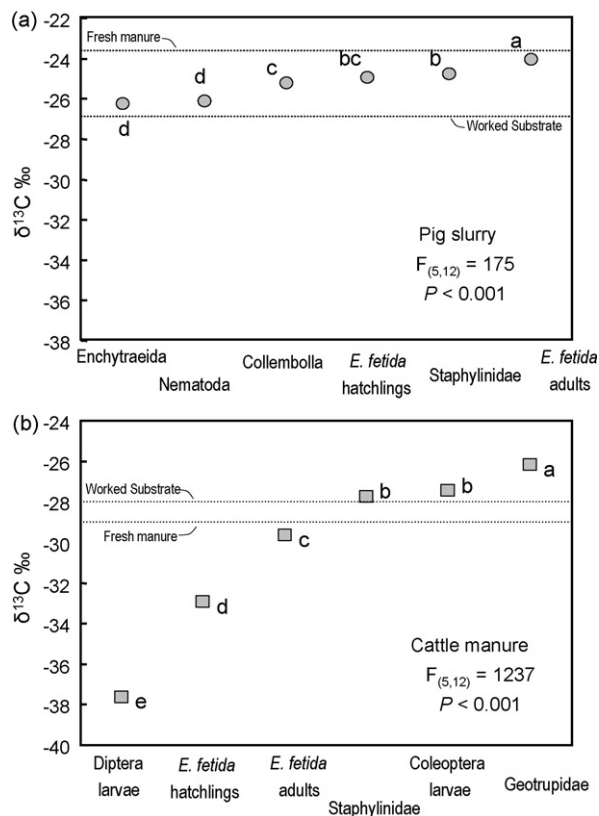 (a)
-22
-24
-26
-28
-30
-32
-34
-36
-38
δ13C ‰
Fresh manure
Worked Substrate
d
d
c
bc
b
a
Pig slurry
F(5,12) = 175
P < 0.001
Enchytraeida
Nematoda
Collembolla
E. fetida
hatchlings
Staphylinidae
E. fetida
adults
(b)
-24
-26
-28
-30
-32
-34
-36
-38
-40
δ13C ‰
Worked Substrate
Fresh manure
e
d
c
b
b
a
Cattle manure
F(5,12) = 1237
P < 0.001
Diptera
larvae
E. fetida
hatchlings
E. fetida
adults
Staphylinidae
Coleoptera
larvae
Geotrupidae